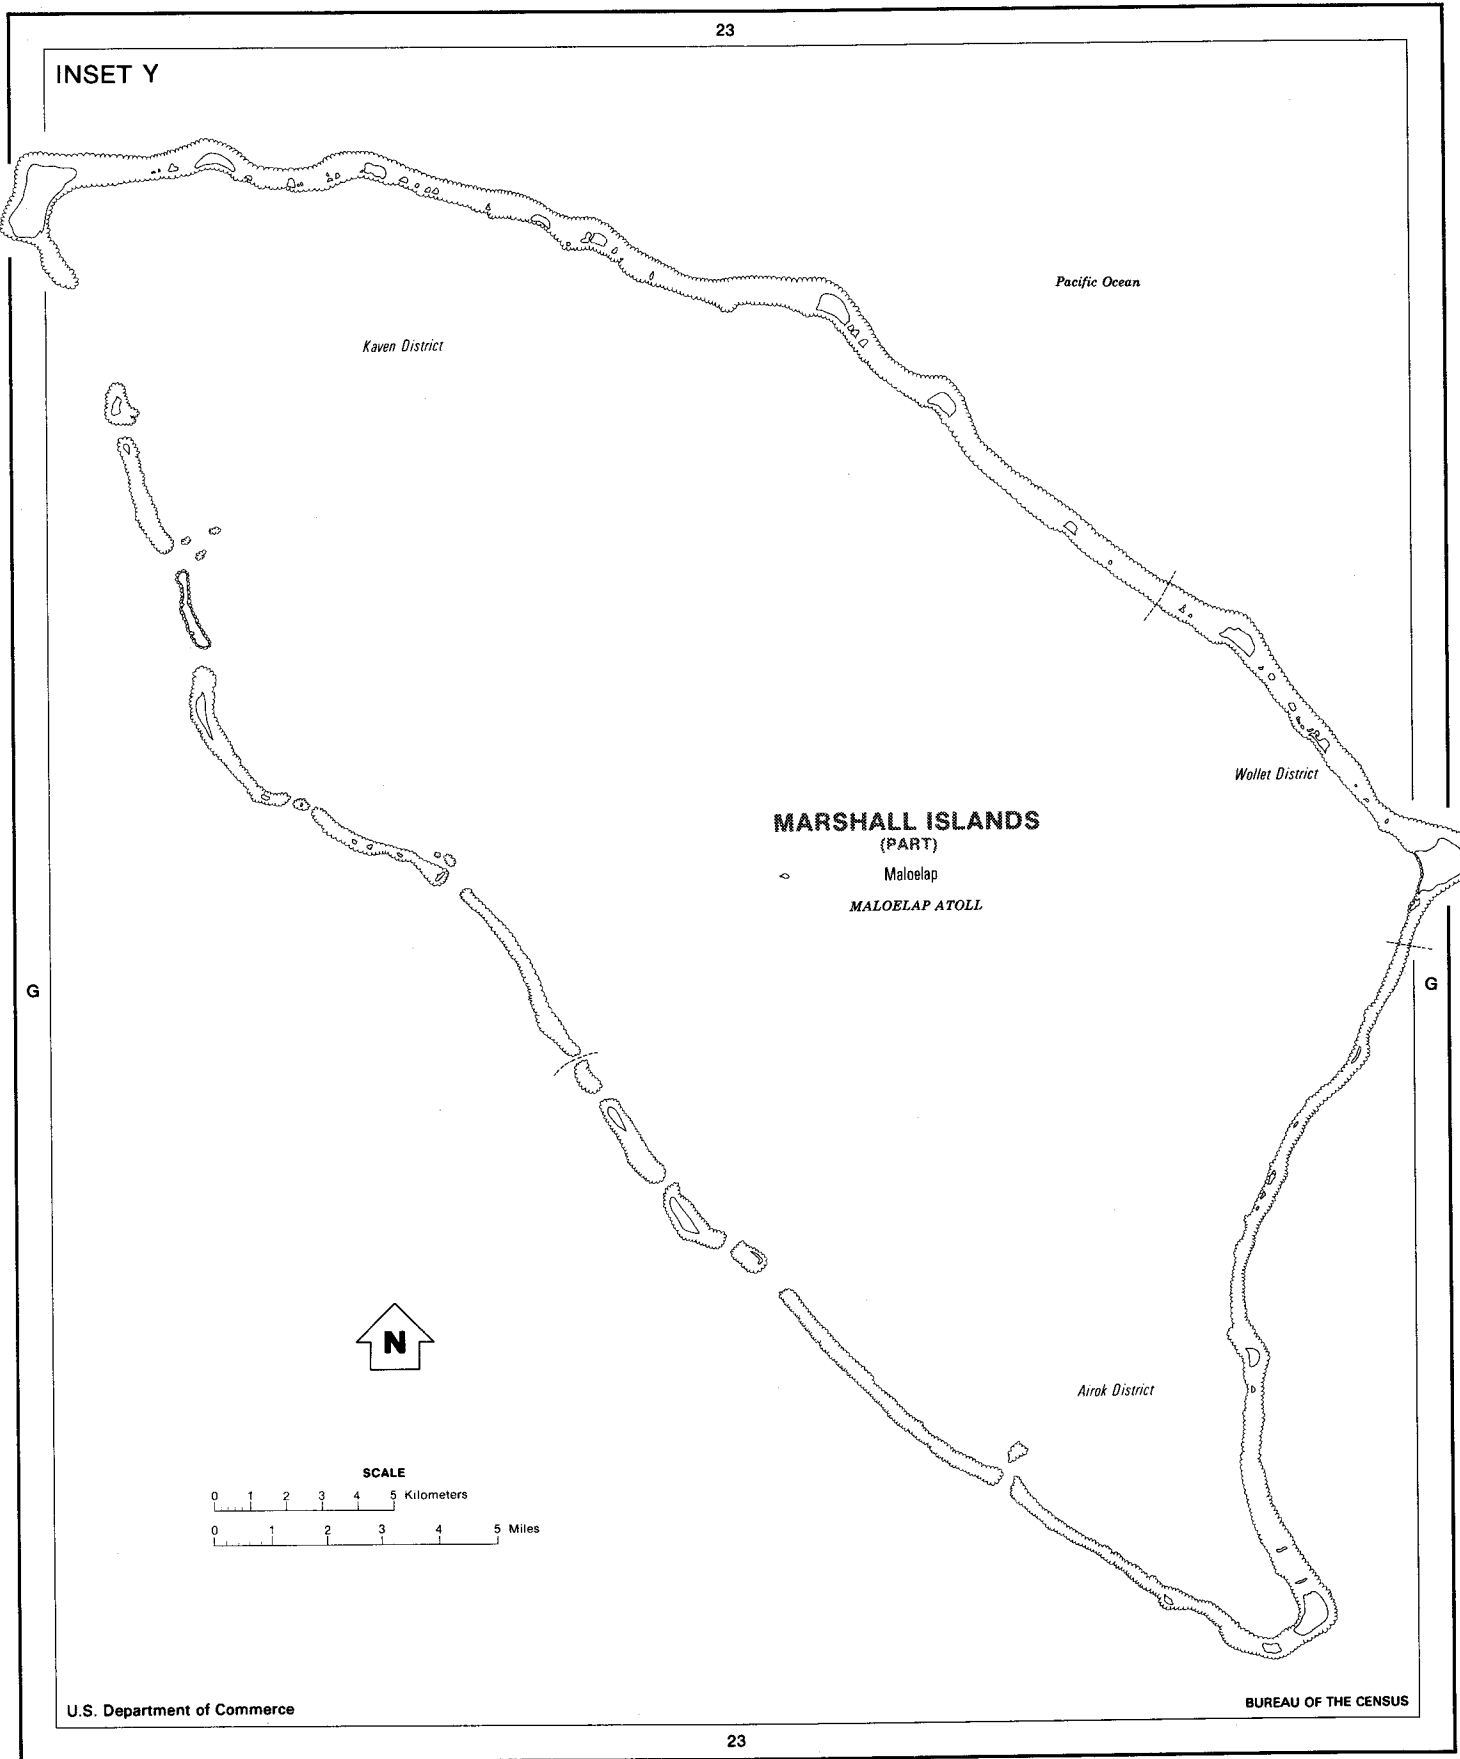 23
INSET Y
Pacific Ocean
Kaven District
Wollet District
MARSHALL ISLANDS
(PART)
Maloelap
MALOELAP ATOLL
G
G
N
Airok District
SCALE
0 1 2 3 4 5 Kilometers
0 1 2 3 4 5 Miles
U.S. Department of Commerce
BUREAU OF THE CENSUS
23